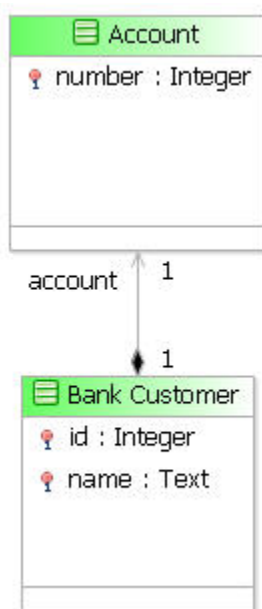 Account
number : Integer
account
1
1
Bank Customer
id : Integer
name : Text